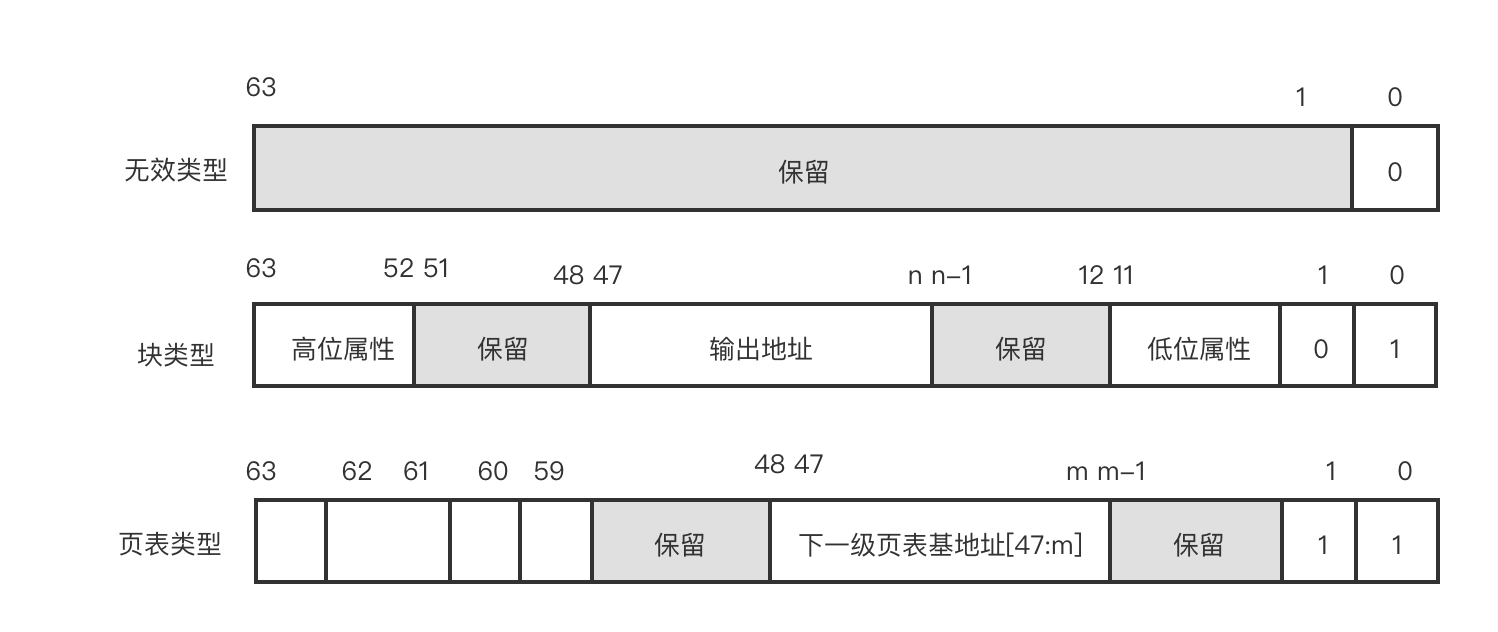 63 1 0
无效类型 保留 0
63 52 51 48 47 n n–1 12 11 1 0
块类型 高位属性 保留 输出地址 保留 低位属性 0 1
63 62 61 60 59 48 47 m m–1 1 0
页表类型 保留 下一级页表基地址[47:m] 保留 1 1